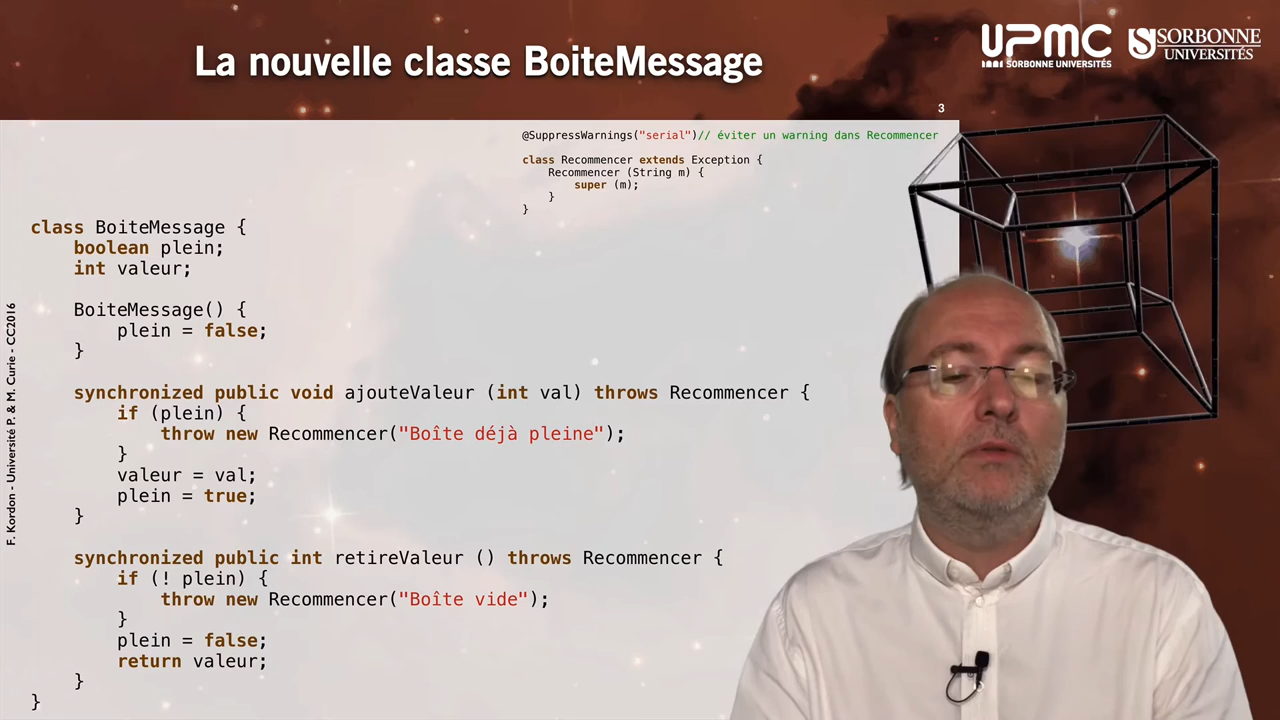 La nouvelle classe BoiteMessage
UPMC
SORBONNE UNIVERSITÉS
SORBONNE
UNIVERSITÉS
3
@SuppressWarnings("serial")// éviter un warning dans Recommencer
class Recommencer extends Exception {
    Recommencer (String m) {
        super (m);
    }
}
class BoiteMessage {
    boolean plein;
    int valeur;
    BoiteMessage() {
        plein = false;
    }
    synchronized public void ajouteValeur (int val) throws Recommencer {
        if (plein) {
            throw new Recommencer("Boîte déjà pleine");
        }
        valeur = val;
        plein = true;
    }
    synchronized public int retireValeur () throws Recommencer {
        if (! plein) {
            throw new Recommencer("Boîte vide");
        }
        plein = false;
        return valeur;
    }
}
F. Kordon - Université P. & M. Curie - CC2016